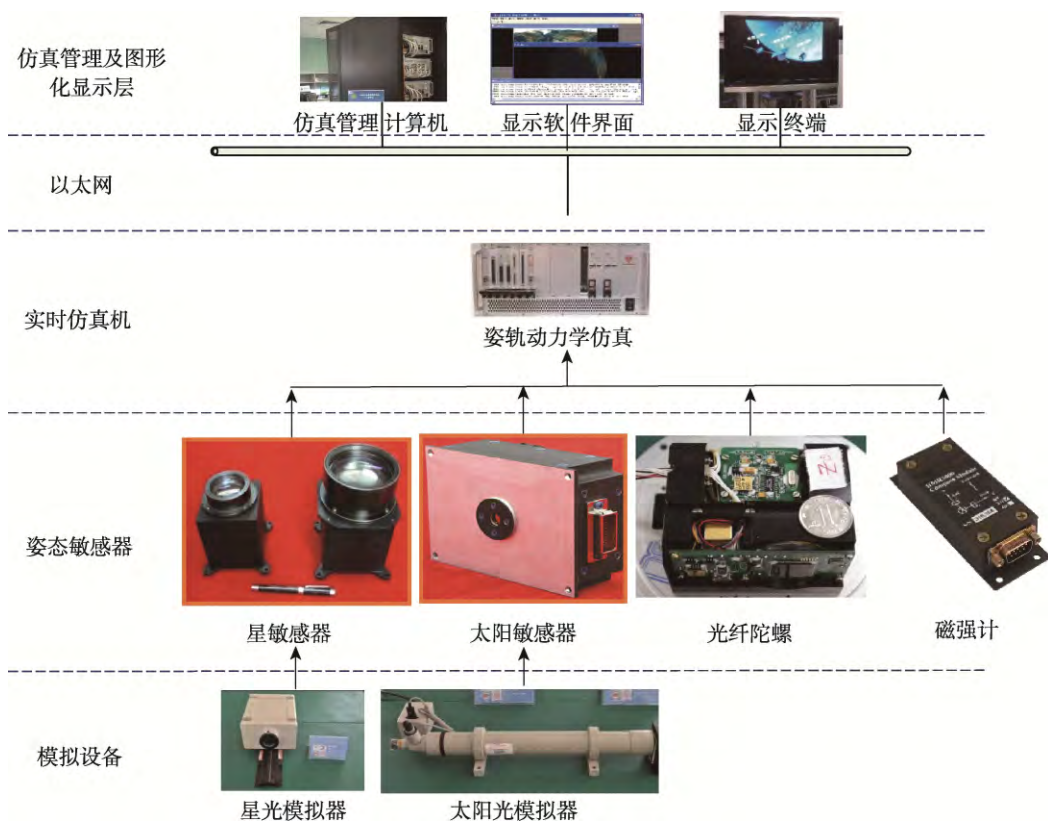 仿真管理及图形
化显示层
仿真管理计算机
显示软件界面
显示终端
以太网
实时仿真机
姿轨动力学仿真
姿态敏感器
星敏感器
太阳敏感器
光纤陀螺
磁强计
模拟设备
星光模拟器
太阳光模拟器